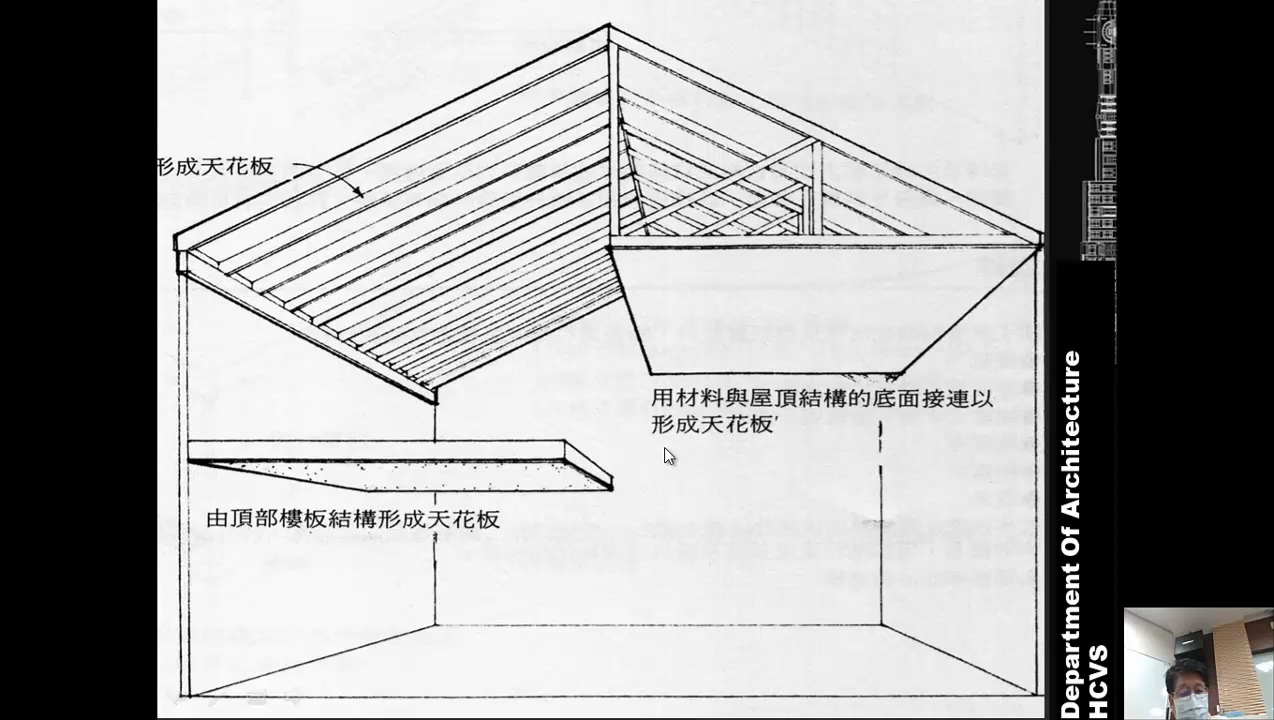 形成天花板
用材料與屋頂結構的底面接連以
形成天花板'
由頂部樓板結構形成天花板
Department Of Architecture
HCVS